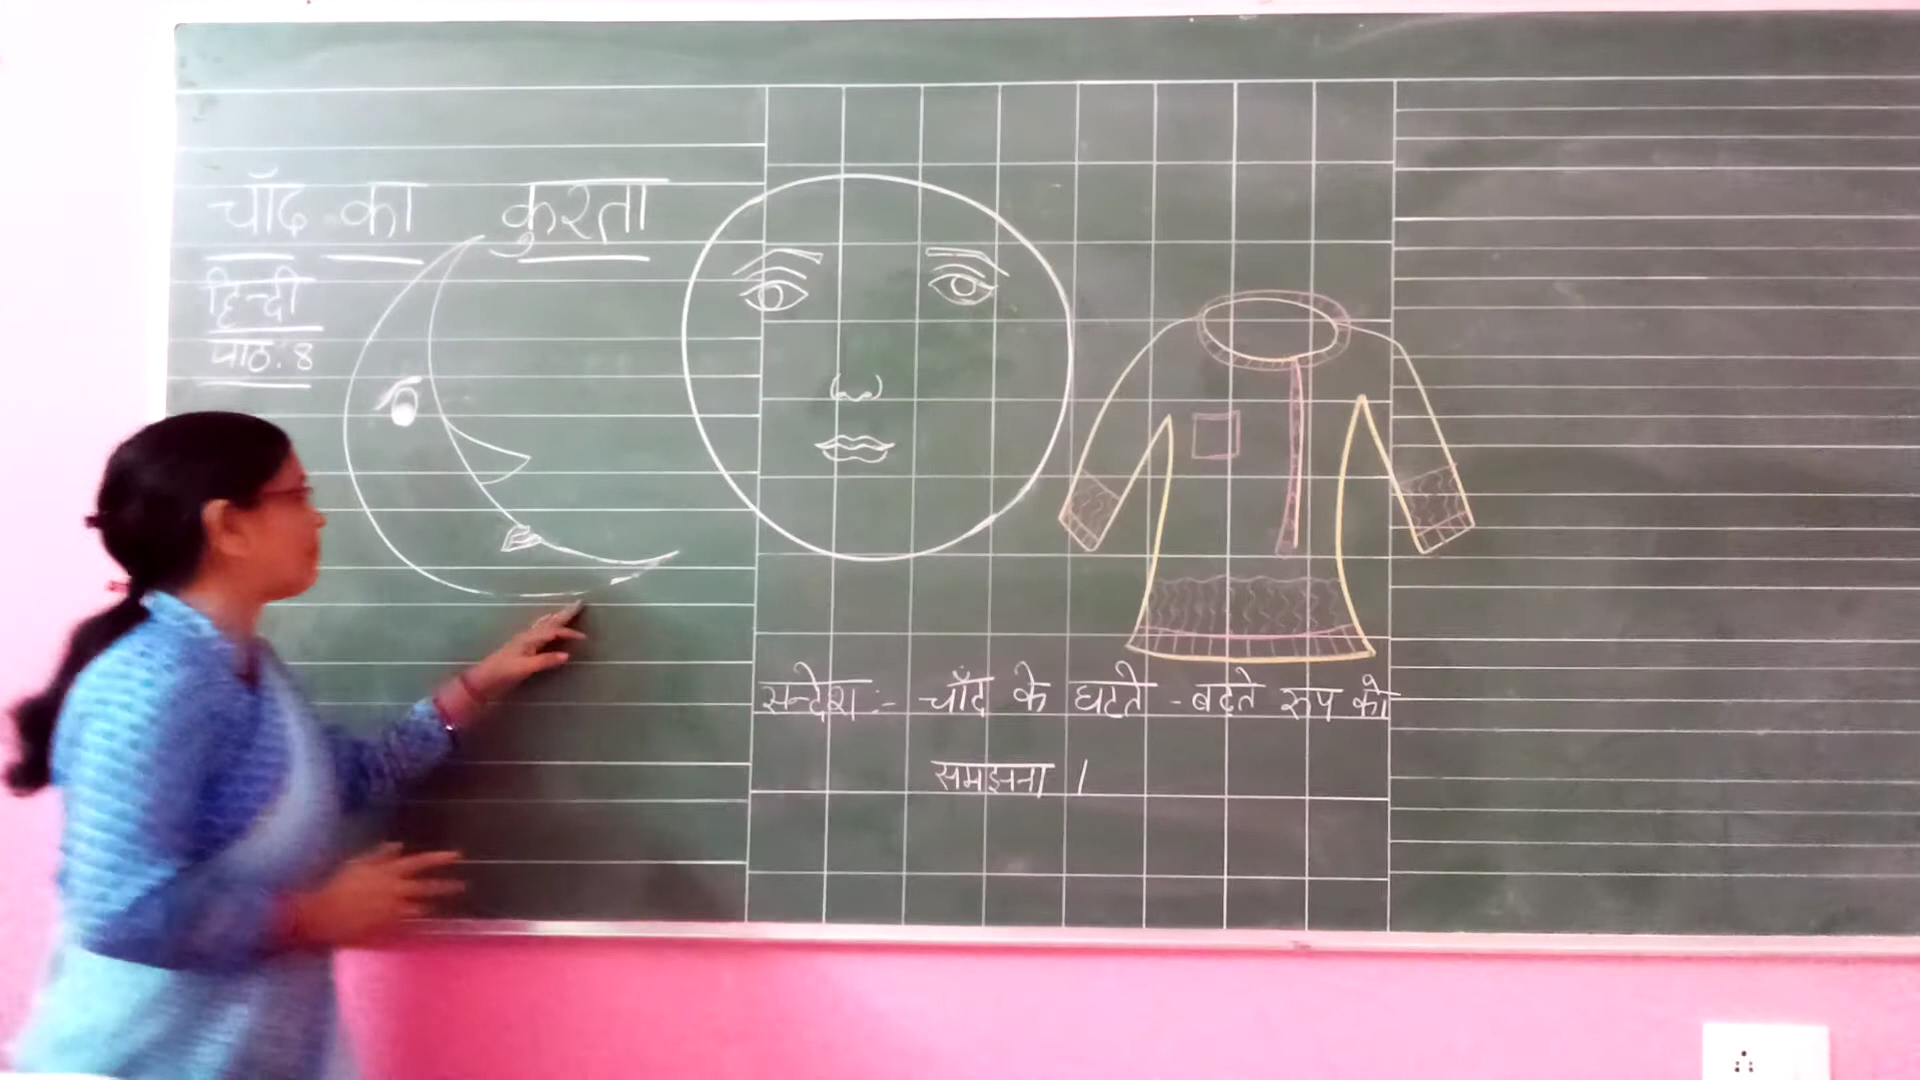 चाँद का कुरता
हिन्दी
पाठ: 8
सन्देश :- चाँद के घटते - बढ़ते रूप को
समझना ।